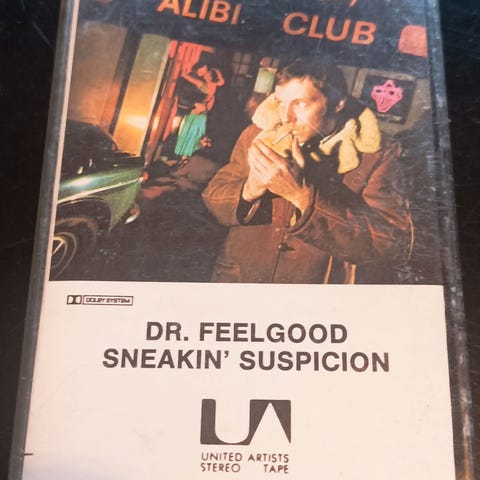 ALIBI CLUB
DOLBY SYSTEM
DR. FEELGOOD
SNEAKIN' SUSPICION
UA
UNITED ARTISTS
STEREO TAPE